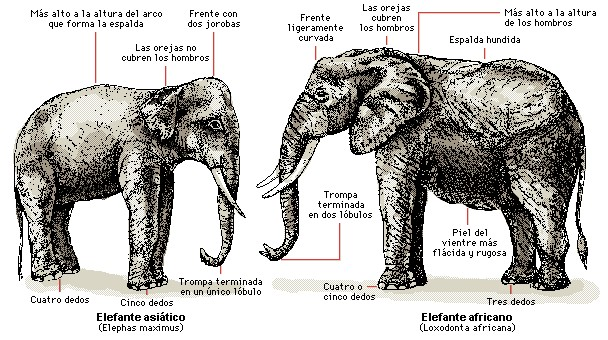 Más alto a la altura del arco
que forma la espalda
Frente con
dos jorobas
Las orejas no
cubren los hombros
Cuatro dedos
Cinco dedos
Trompa terminada
en un único lóbulo
Elefante asiático
(Elephas maximus)
Frente
ligeramente
curvada
Las orejas
cubren
los hombros
Más alto a la altura
de los hombros
Espalda hundida
Trompa
terminada
en dos lóbulos
Piel del
vientre más
flácida y rugosa
Cuatro o
cinco dedos
Tres dedos
Elefante africano
(Loxodonta africana)